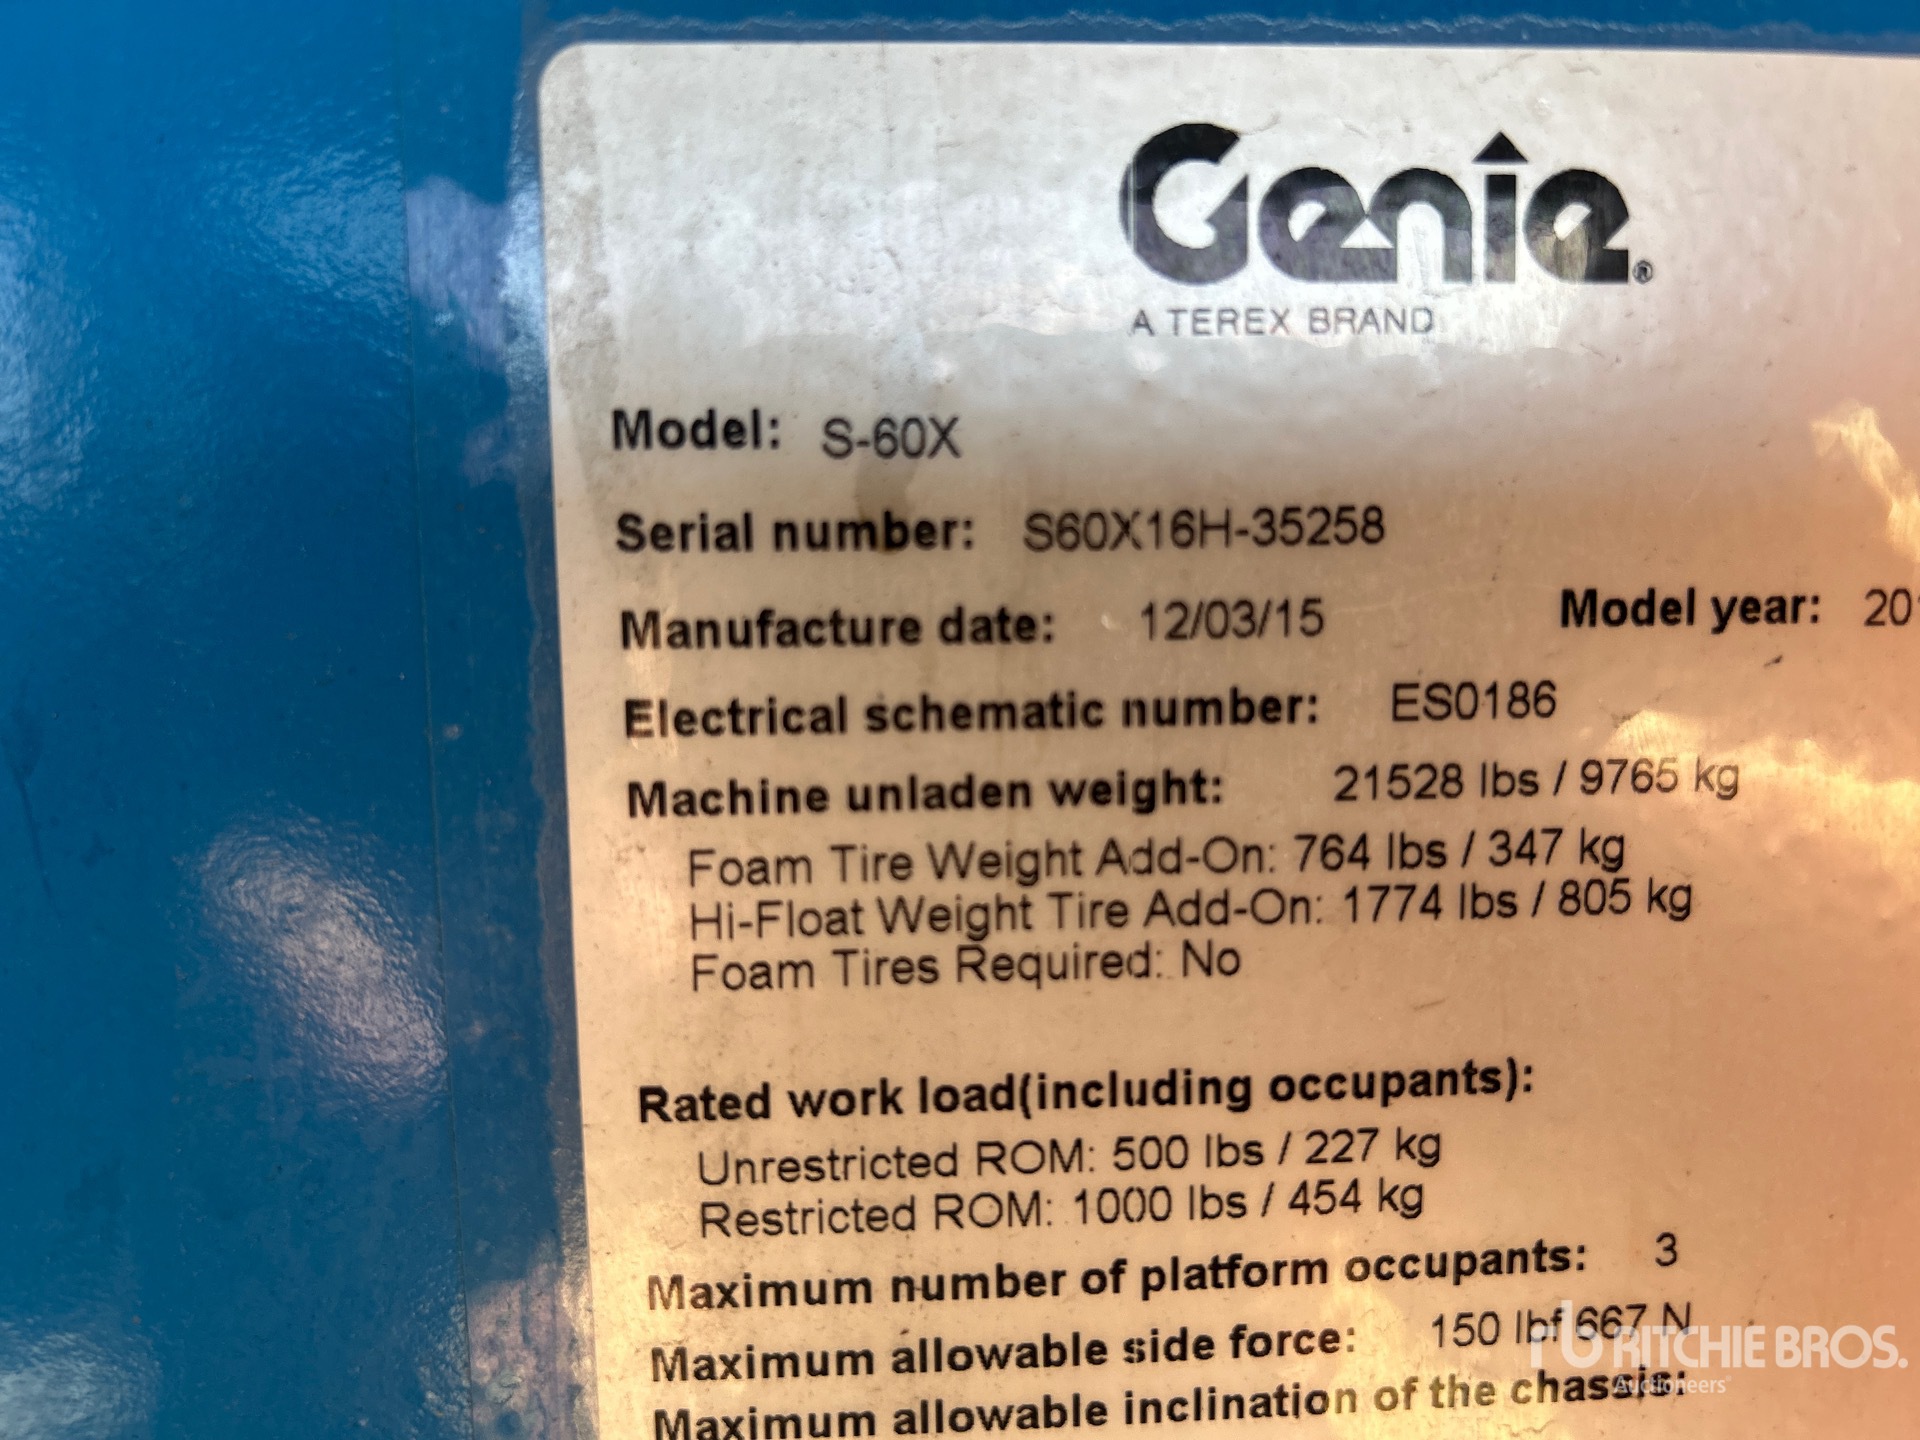 Genie®
A TEREX BRAND
Model: S-60X
Serial number: S60X16H-35258
Manufacture date: 12/03/15 Model year: 201
Electrical schematic number: ES0186
Machine unladen weight: 21528 lbs / 9765 kg
Foam Tire Weight Add-On: 764 lbs / 347 kg
Hi-Float Weight Tire Add-On: 1774 lbs / 805 kg
Foam Tires Required: No
Rated work load(including occupants):
Unrestricted ROM: 500 lbs / 227 kg
Restricted ROM: 1000 lbs / 454 kg
Maximum number of platform occupants: 3
Maximum allowable side force: 150 lbf 667 N
Maximum allowable inclination of the chassis:
rb RITCHIE BROS.
Auctioneers®